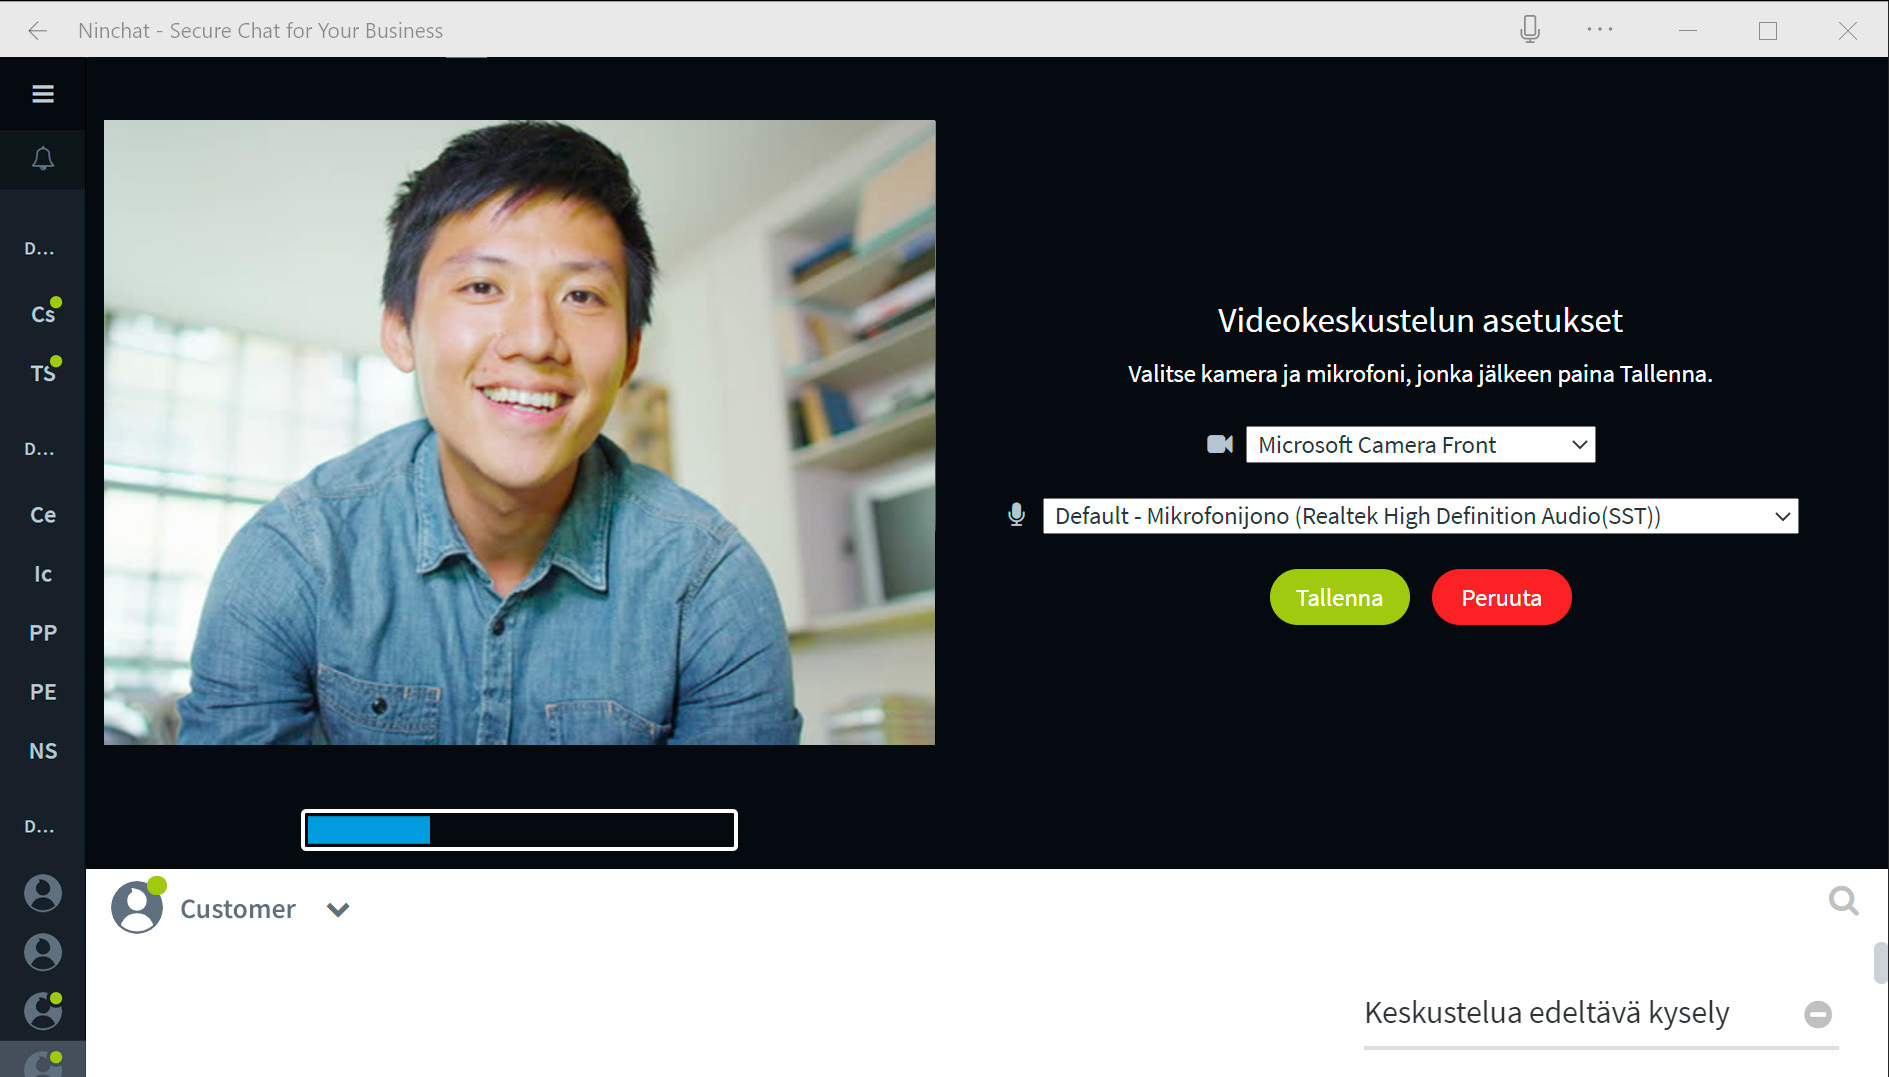 Ninchat - Secure Chat for Your Business
D...
Cs
TS
D...
Ce
Ic
PP
PE
NS
D...
Videokeskustelun asetukset
Valitse kamera ja mikrofoni, jonka jälkeen paina Tallenna.
Microsoft Camera Front
Default - Mikrofonijono (Realtek High Definition Audio(SST))
Tallenna
Peruuta
Customer
Keskustelua edeltävä kysely